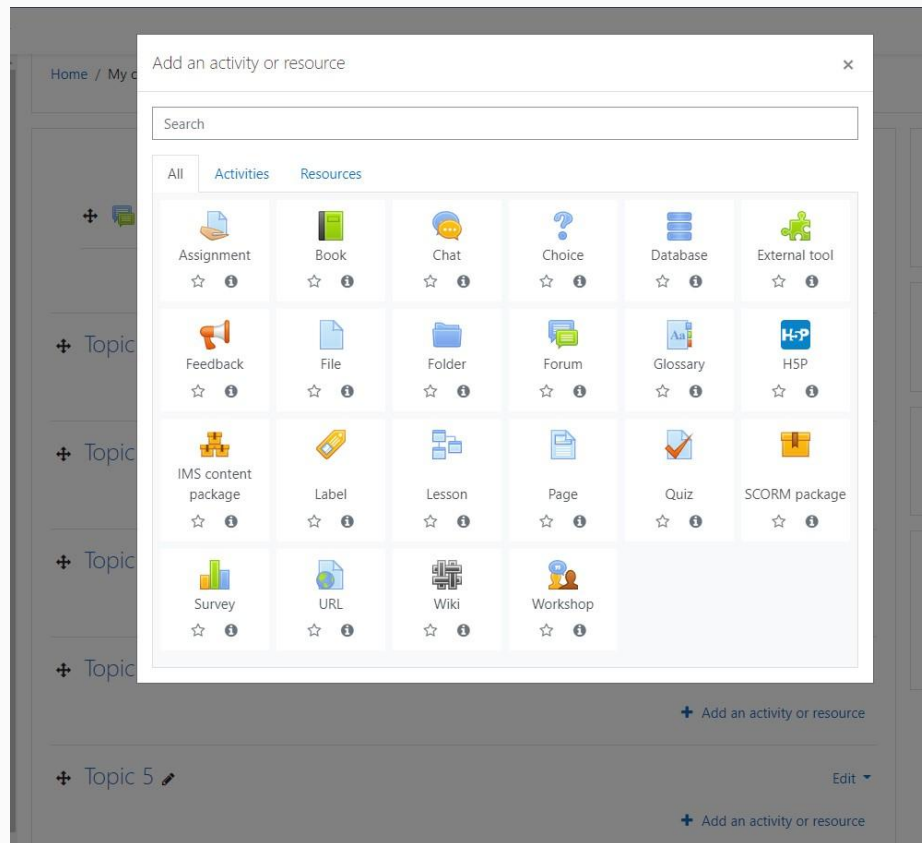 Add an activity or resource ×
Home / My c
Search
All Activities Resources
Assignment Book Chat Choice Database External tool
Feedback File Folder Forum Glossary H5P
IMS content
package Label Lesson Page Quiz SCORM package
Survey URL Wiki Workshop
Topic
Topic
Topic
Topic
Add an activity or resource
Topic 5 Edit
Add an activity or resource